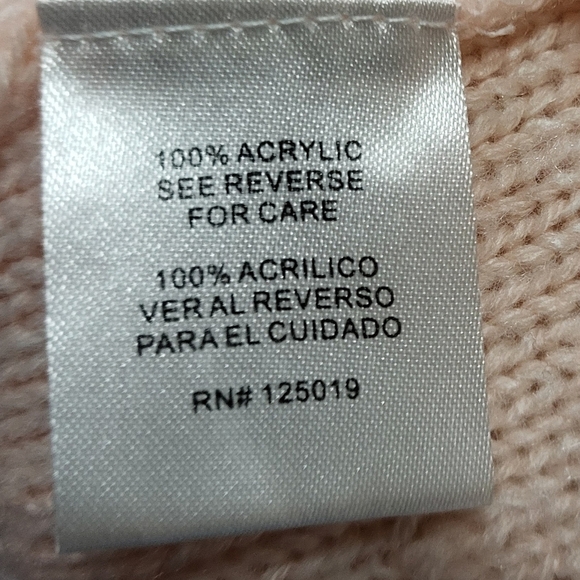 100% ACRYLIC
SEE REVERSE
FOR CARE
100% ACRILICO
VER AL REVERSO
PARA EL CUIDADO
RN# 125019